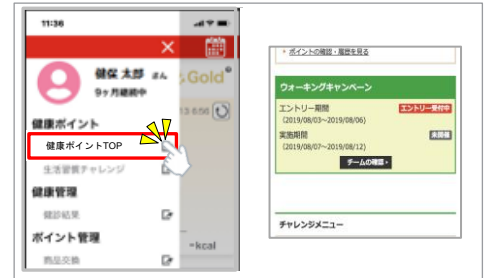 11:36
健保 太郎 さん
9ヶ月継続中
Gold
健康ポイント
健康ポイントTOP
生活習慣チャレンジ
健康管理
健診結果
ポイント管理
商品交換
-kcal
・ポイントの確認・履歴を見る
ウォーキングキャンペーン
エントリー期間 エントリー受付中
(2019/08/03～2019/08/06)
実施期間 未開催
(2019/08/07～2019/08/12)
チームの確認
チャレンジメニュー